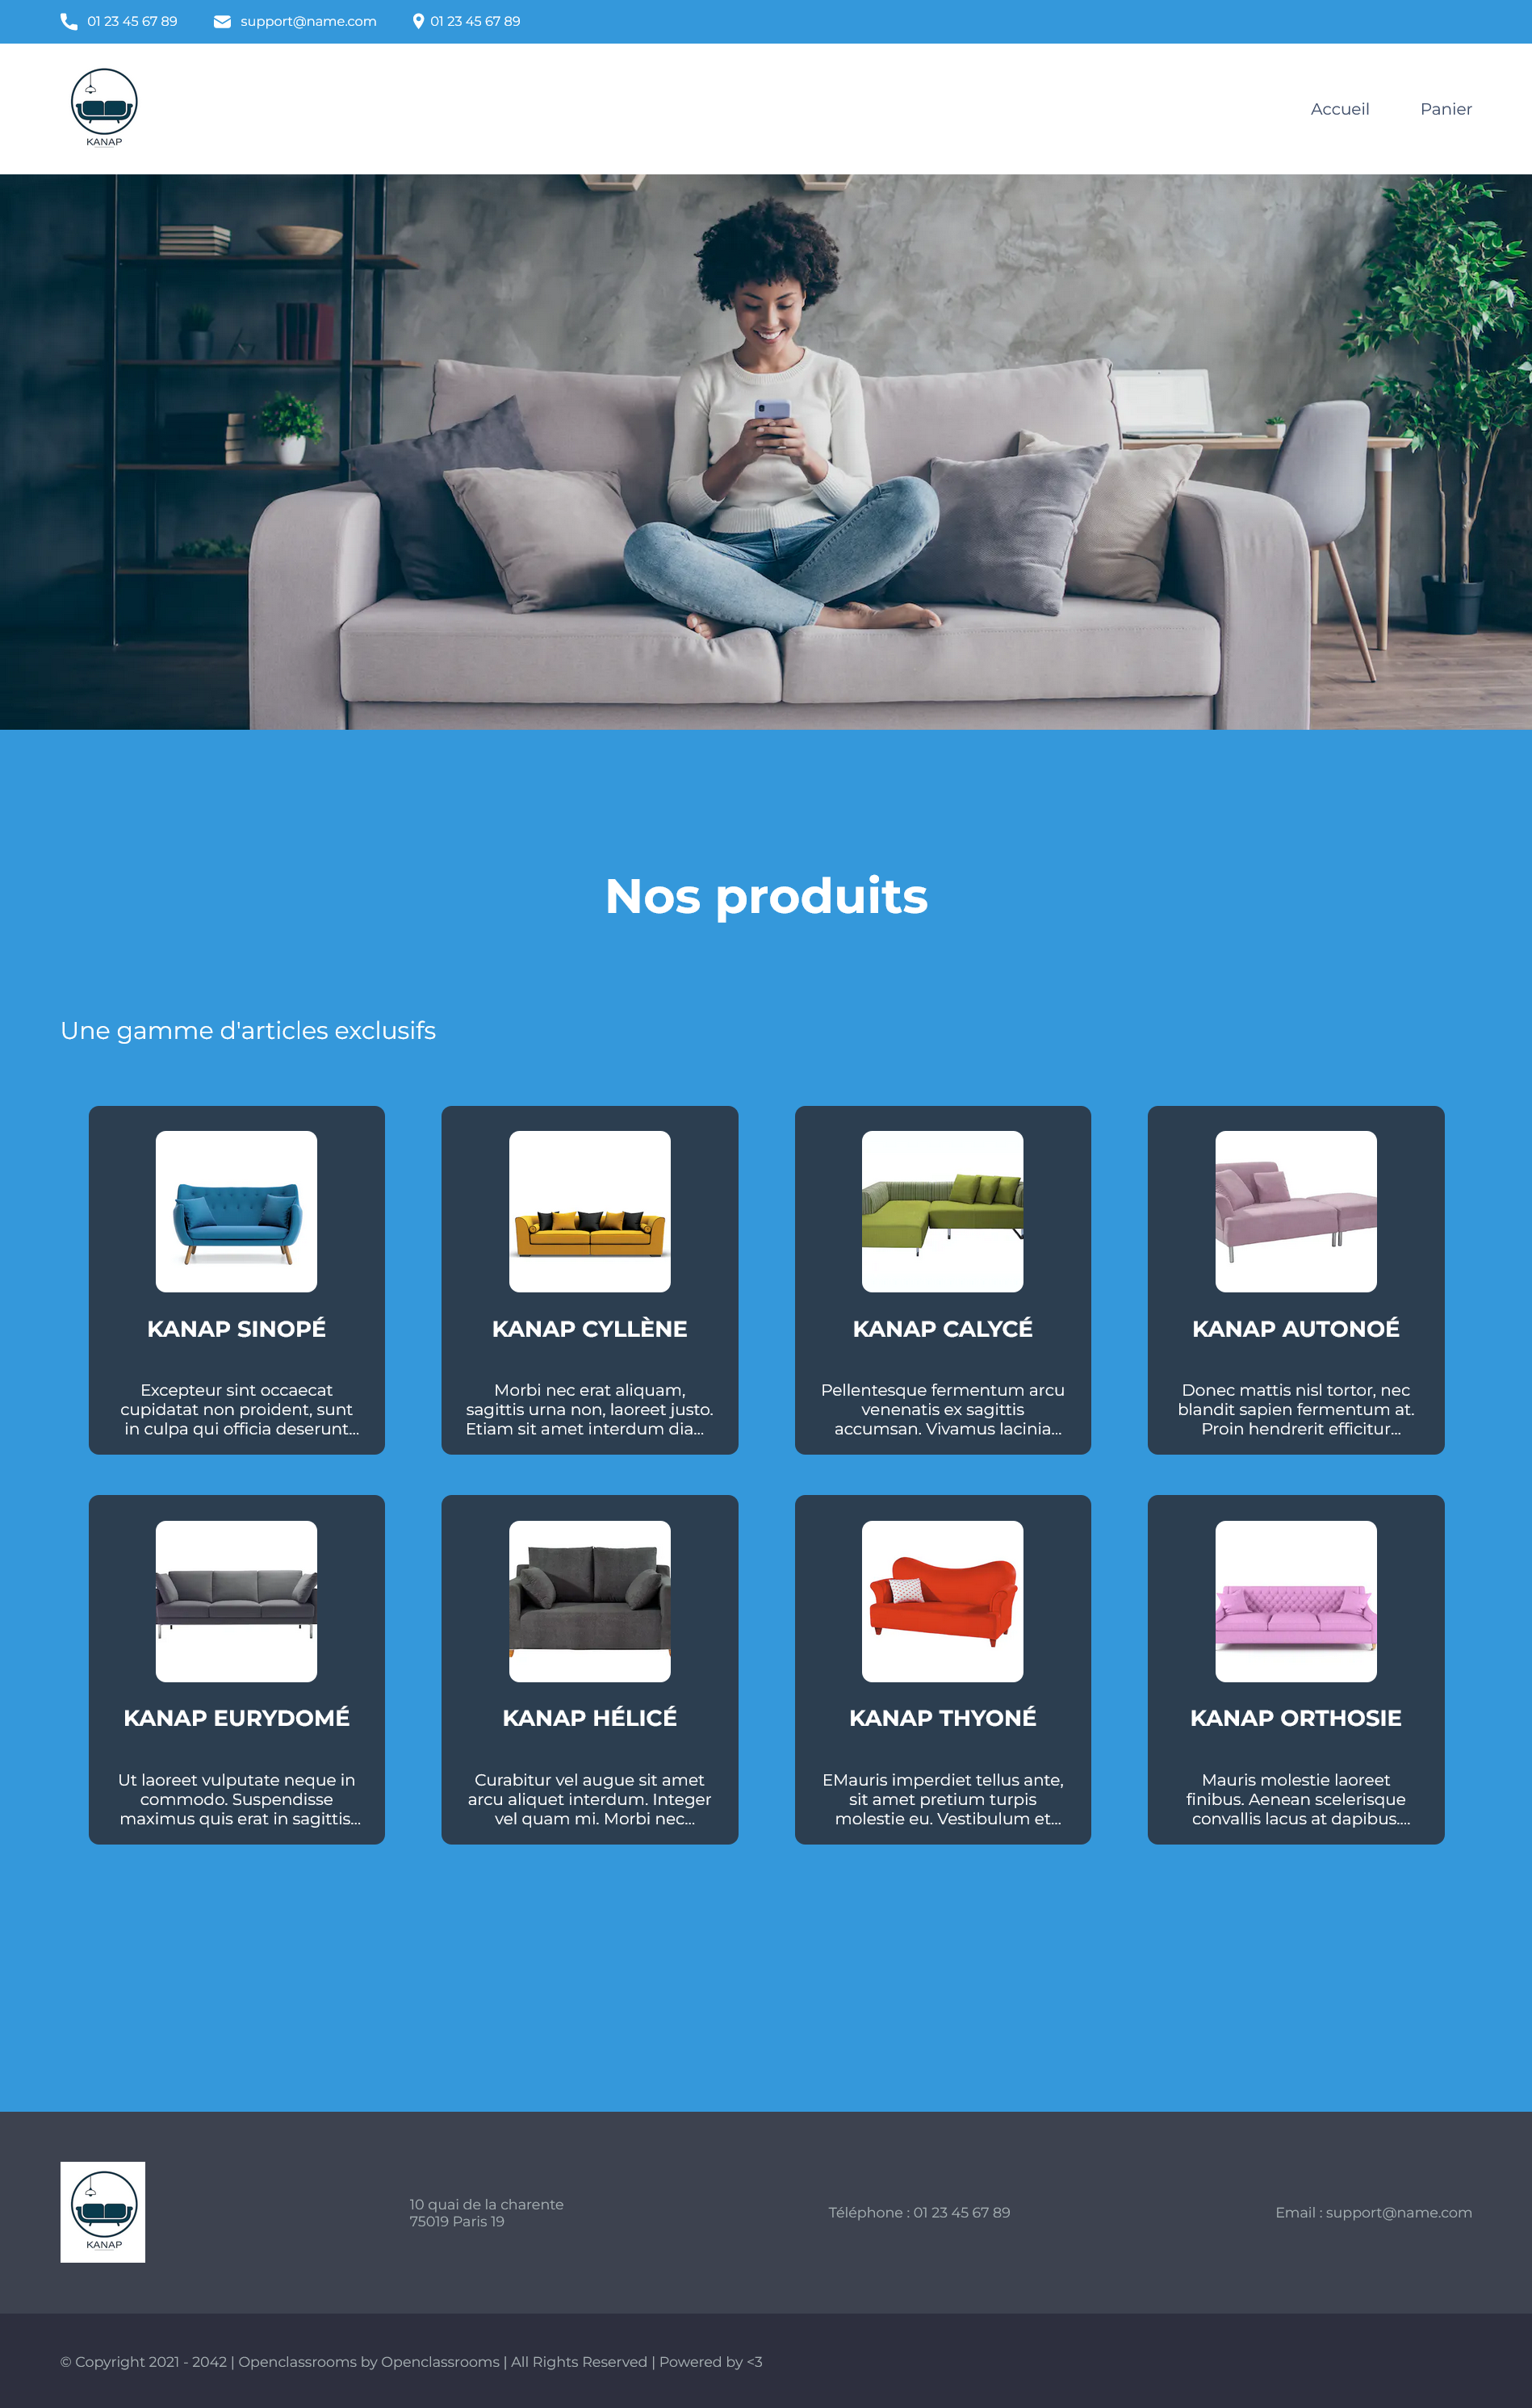 01 23 45 67 89
support@name.com
01 23 45 67 89
KANAP
Accueil
Panier
Nos produits
Une gamme d'articles exclusifs
KANAP SINOPÉ
Excepteur sint occaecat
cupidatat non proident, sunt
in culpa qui officia deserunt...
KANAP CYLLÈNE
Morbi nec erat aliquam,
sagittis urna non, laoreet justo.
Etiam sit amet interdum dia...
KANAP CALYCÉ
Pellentesque fermentum arcu
venenatis ex sagittis
accumsan. Vivamus lacinia...
KANAP AUTONOÉ
Donec mattis nisl tortor, nec
blandit sapien fermentum at.
Proin hendrerit efficitur...
KANAP EURYDOMÉ
Ut laoreet vulputate neque in
commodo. Suspendisse
maximus quis erat in sagittis...
KANAP HÉLICÉ
Curabitur vel augue sit amet
arcu aliquet interdum. Integer
vel quam mi. Morbi nec...
KANAP THYONÉ
EMauris imperdiet tellus ante,
sit amet pretium turpis
molestie eu. Vestibulum et...
KANAP ORTHOSIE
Mauris molestie laoreet
finibus. Aenean scelerisque
convallis lacus at dapibus....
KANAP
10 quai de la charente
75019 Paris 19
Téléphone : 01 23 45 67 89
Email : support@name.com
© Copyright 2021 - 2042 | Openclassrooms by Openclassrooms | All Rights Reserved | Powered by <3